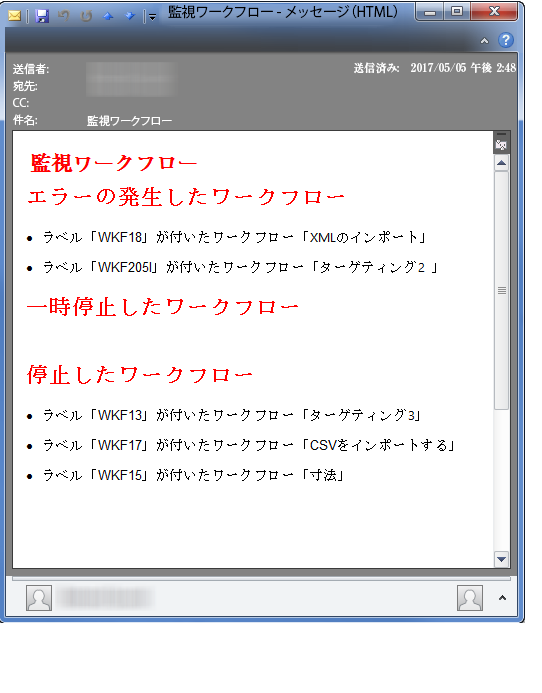 監視ワークフロー - メッセージ (HTML)
送信者:
送信済み: 2017/05/05 午後 2:48
宛先:
CC:
件名: 監視ワークフロー
監視ワークフロー
エラーの発生したワークフロー
• ラベル「WKF18」が付いたワークフロー「XMLのインポート」
• ラベル「WKF205I」が付いたワークフロー「ターゲティング2 」
一時停止したワークフロー
停止したワークフロー
• ラベル「WKF13」が付いたワークフロー「ターゲティング3」
• ラベル「WKF17」が付いたワークフロー「CSVをインポートする」
• ラベル「WKF15」が付いたワークフロー「寸法」